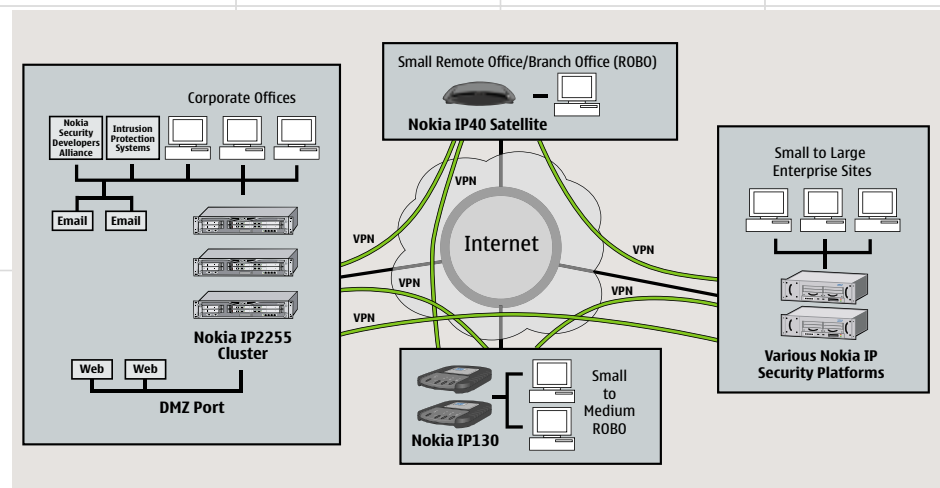 Corporate Offices
Nokia
Security
Developers
Alliance
Intrusion
Protection
Systems
Email
Email
Nokia IP2255
Cluster
Web
Web
DMZ Port
Small Remote Office/Branch Office (ROBO)
Nokia IP40 Satellite
VPN
Internet
VPN
VPN
VPN
VPN
VPN
Small
to
Medium
ROBO
Nokia IP130
Small to Large
Enterprise Sites
Various Nokia IP
Security Platforms